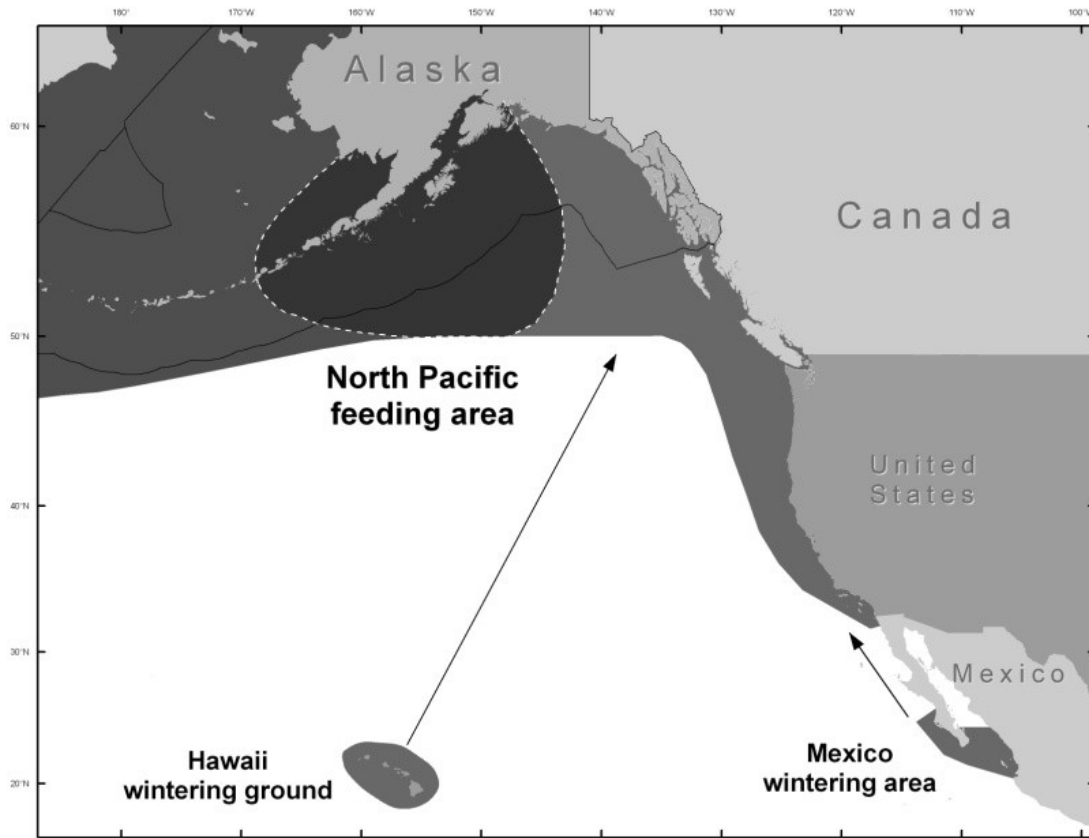 180° 170°W 160°W 150°W 140°W 130°W 120°W 110°W 100°W
Alaska
60°N
Canada
50°N
North Pacific
feeding area
United
States
40°N
30°N
Mexico
Hawaii
wintering ground
Mexico
wintering area
20°N